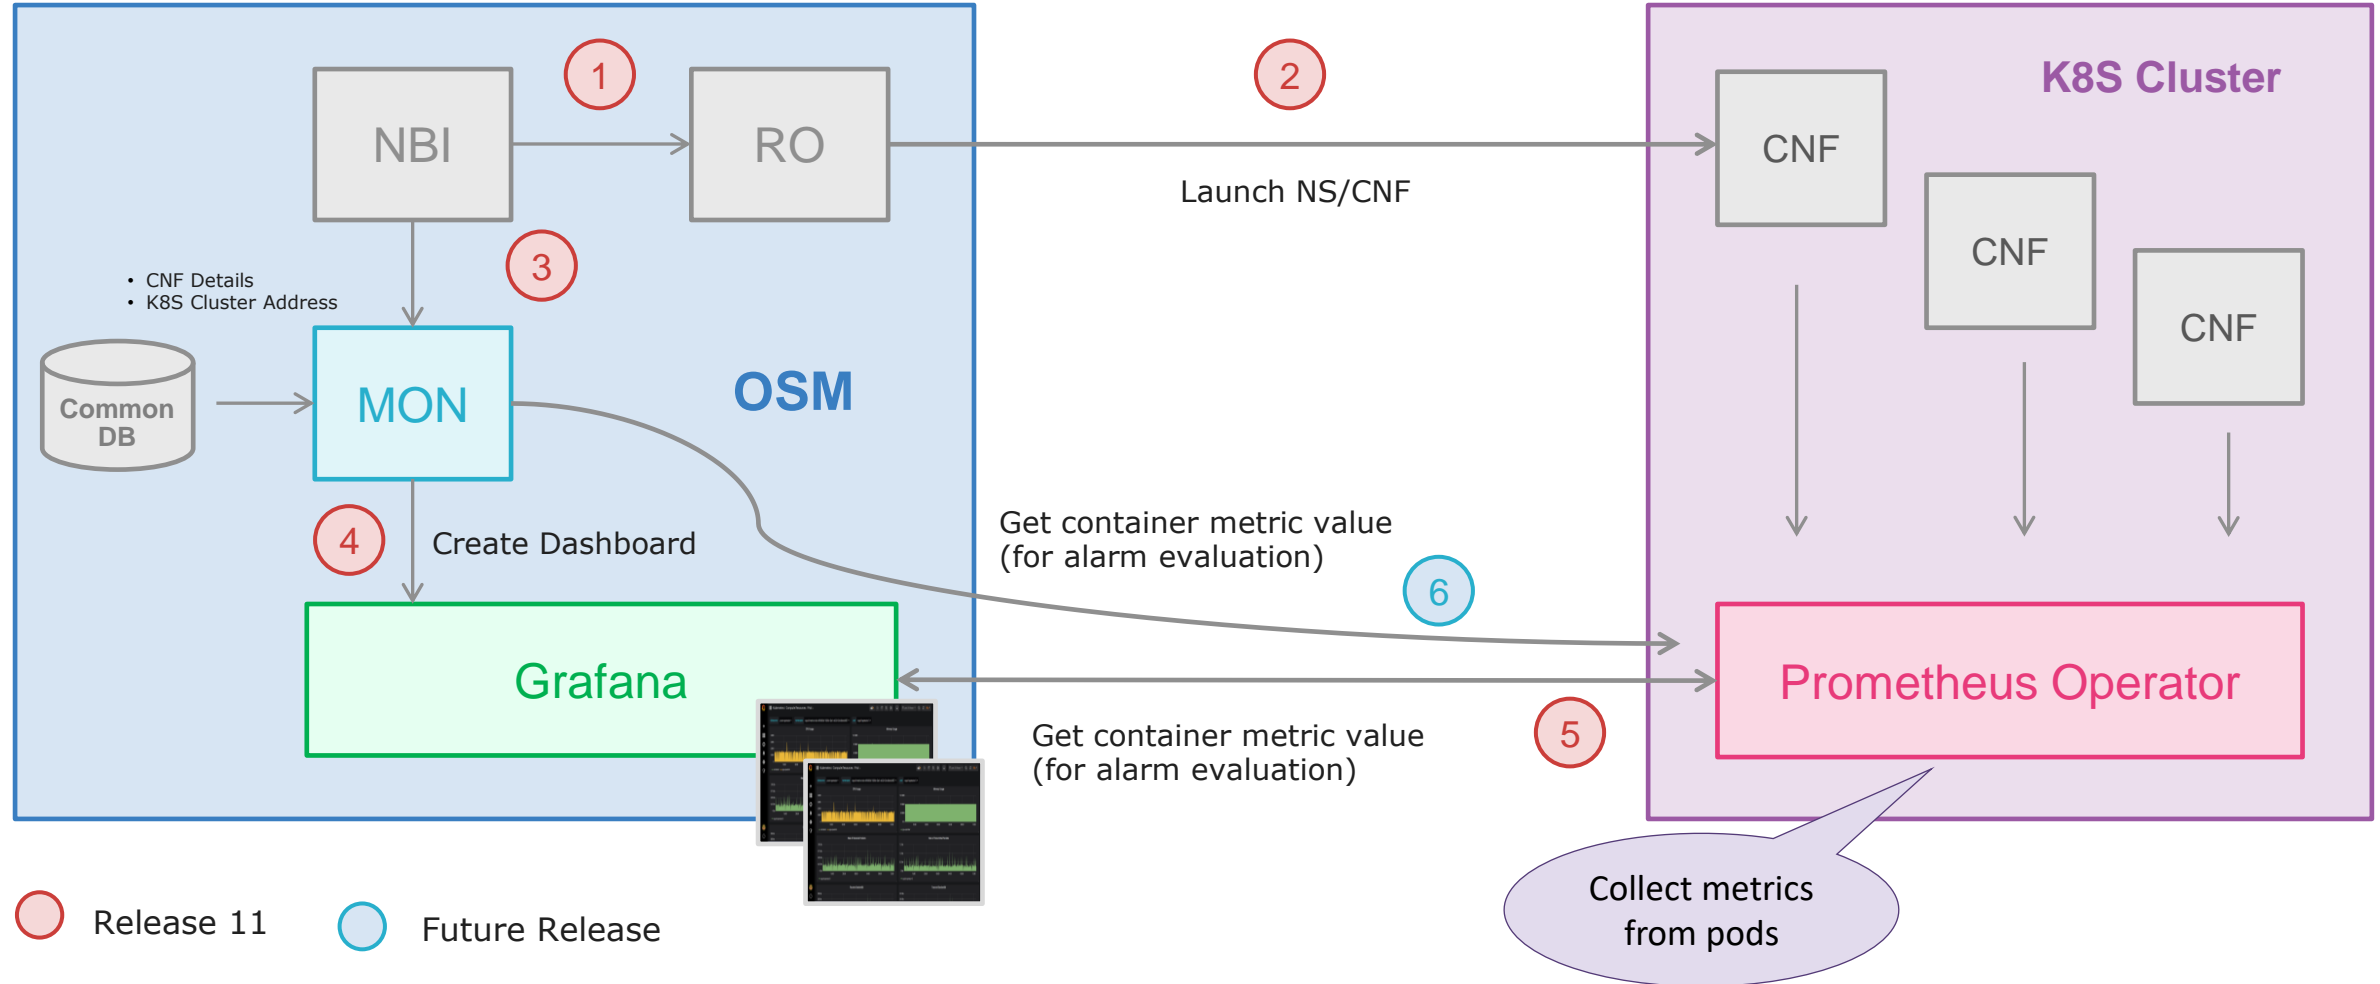 1
2
K8S Cluster
NBI
RO
CNF
Launch NS/CNF
3
CNF
• CNF Details
• K8S Cluster Address
CNF
Common
DB
MON
OSM
4
Create Dashboard
Get container metric value
(for alarm evaluation)
6
Grafana
Prometheus Operator
Get container metric value
(for alarm evaluation)
5
Collect metrics
from pods
Release 11
Future Release